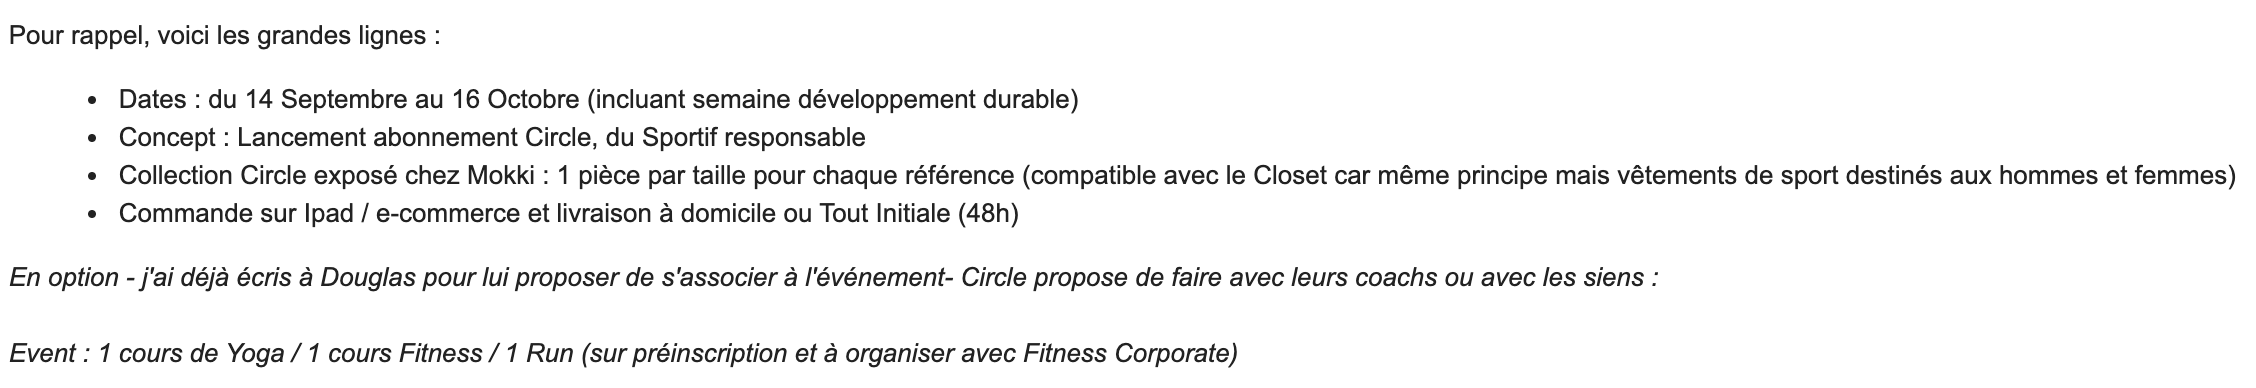 Pour rappel, voici les grandes lignes :
• Dates : du 14 Septembre au 16 Octobre (incluant semaine développement durable)
• Concept : Lancement abonnement Circle, du Sportif responsable
• Collection Circle exposé chez Mokki : 1 pièce par taille pour chaque référence (compatible avec le Closet car même principe mais vêtements de sport destinés aux hommes et femmes)
• Commande sur Ipad / e-commerce et livraison à domicile ou Tout Initiale (48h)
En option - j'ai déjà écris à Douglas pour lui proposer de s'associer à l'événement- Circle propose de faire avec leurs coachs ou avec les siens :
Event : 1 cours de Yoga / 1 cours Fitness / 1 Run (sur préinscription et à organiser avec Fitness Corporate)